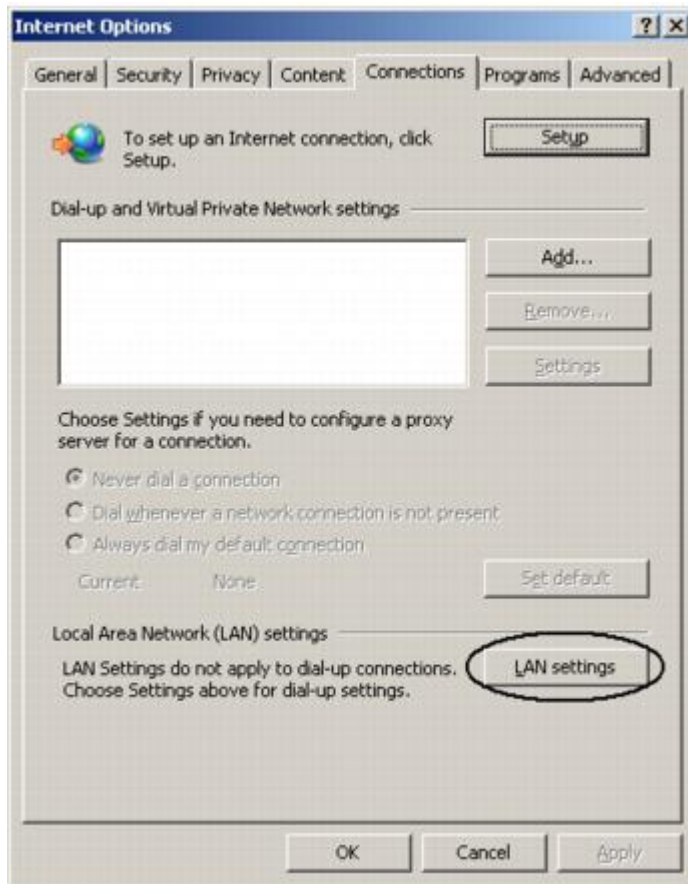 Internet Options
General Security Privacy Content Connections Programs Advanced
To set up an Internet connection, click
Setup.
Setup
Dial-up and Virtual Private Network settings
Add...
Remove...
Settings
Choose Settings if you need to configure a proxy
server for a connection.
Never dial a connection
Dial whenever a network connection is not present
Always dial my default connection
Current None
Set default
Local Area Network (LAN) settings
LAN Settings do not apply to dial-up connections.
Choose Settings above for dial-up settings.
LAN settings
OK Cancel Apply